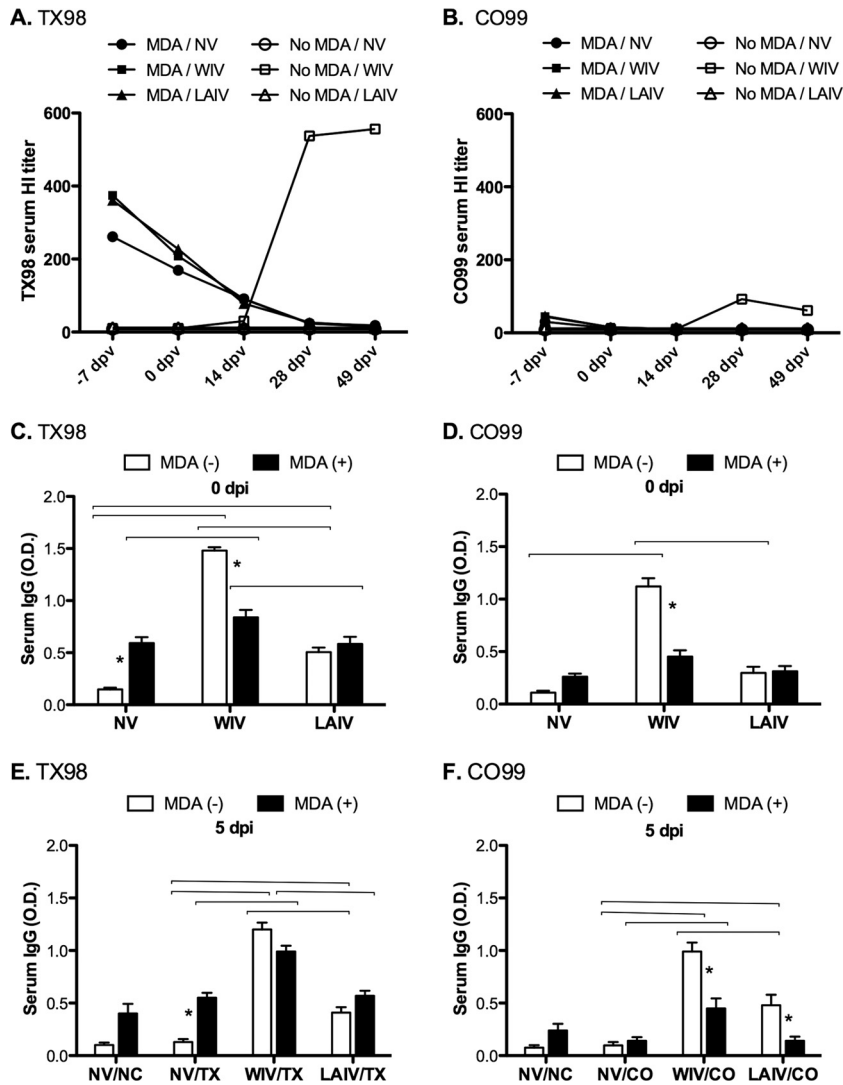 A. TX98
MDA / NV No MDA / NV
MDA / WIV No MDA / WIV
MDA / LAIV No MDA / LAIV
TX98 serum HI titer
600
400
200
0
-7 dpv 0 dpv 14 dpv 28 dpv 49 dpv
B. CO99
MDA / NV No MDA / NV
MDA / WIV No MDA / WIV
MDA / LAIV No MDA / LAIV
CO99 serum HI titer
600
400
200
0
-7 dpv 0 dpv 14 dpv 28 dpv 49 dpv
C. TX98
MDA (-) MDA (+)
0 dpi
Serum IgG (O.D.)
2.0
1.5
1.0
0.5
0.0
*
*
NV WIV LAIV
D. CO99
MDA (-) MDA (+)
0 dpi
Serum IgG (O.D.)
2.0
1.5
1.0
0.5
0.0
*
NV WIV LAIV
E. TX98
MDA (-) MDA (+)
5 dpi
Serum IgG (O.D.)
2.0
1.5
1.0
0.5
0.0
*
NV/NC NV/TX WIV/TX LAIV/TX
F. CO99
MDA (-) MDA (+)
5 dpi
Serum IgG (O.D.)
2.0
1.5
1.0
0.5
0.0
*
*
NV/NC NV/CO WIV/CO LAIV/CO